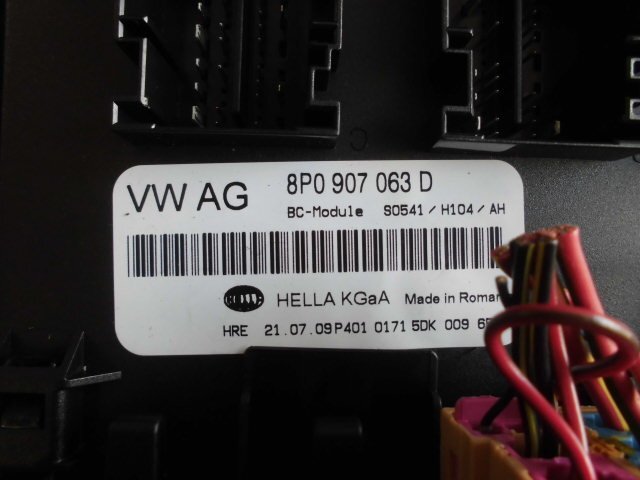 VW AG 8P0 907 063 D
BC-Module S0541/H104/AH
HELLA HELLA KGaA Made in
HRE 21.07.09 P401 0171 5DK 009